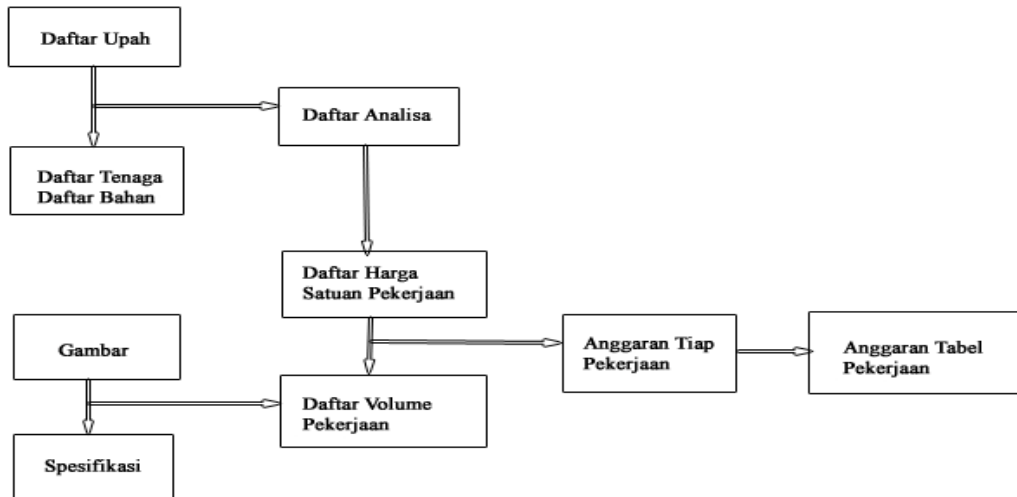 Daftar Upah
Daftar Analisa
Daftar Tenaga
Daftar Bahan
Daftar Harga
Satuan Pekerjaan
Gambar
Anggaran Tiap
Pekerjaan
Anggaran Tabel
Pekerjaan
Daftar Volume
Pekerjaan
Spesifikasi